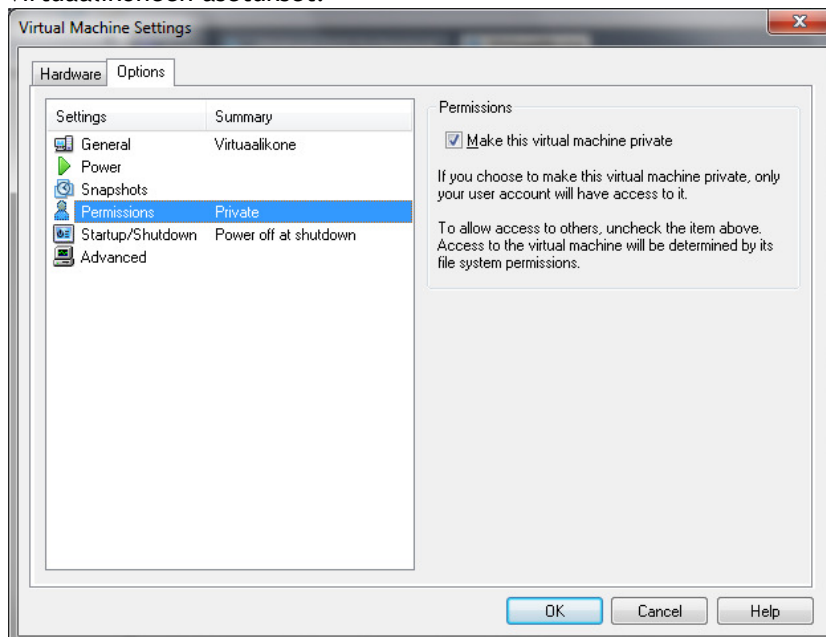 Virtuaalikoneen asetukset:
Virtual Machine Settings
Hardware Options
Settings Summary
General Virtuaalikone
Power
Snapshots
Permissions Private
Startup/Shutdown Power off at shutdown
Advanced
Permissions
Make this virtual machine private
If you choose to make this virtual machine private, only
your user account will have access to it.
To allow access to others, uncheck the item above.
Access to the virtual machine will be determined by its
file system permissions.
OK Cancel Help